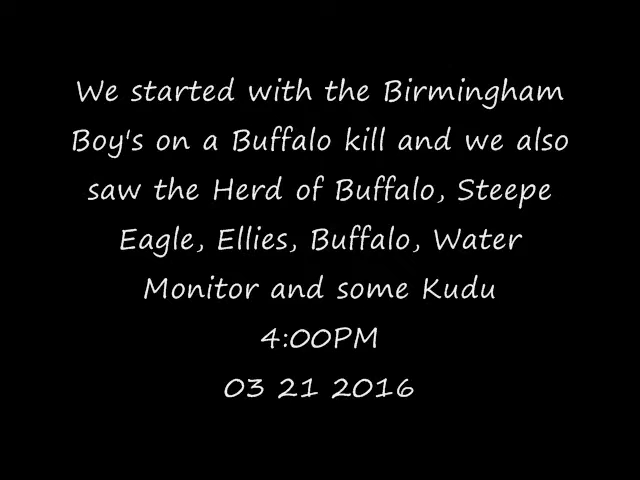 We started with the Birmingham
Boy's on a Buffalo kill and we also
saw the Herd of Buffalo, Steepe
Eagle, Ellies, Buffalo, Water
Monitor and some Kudu
4:00PM
03 21 2016